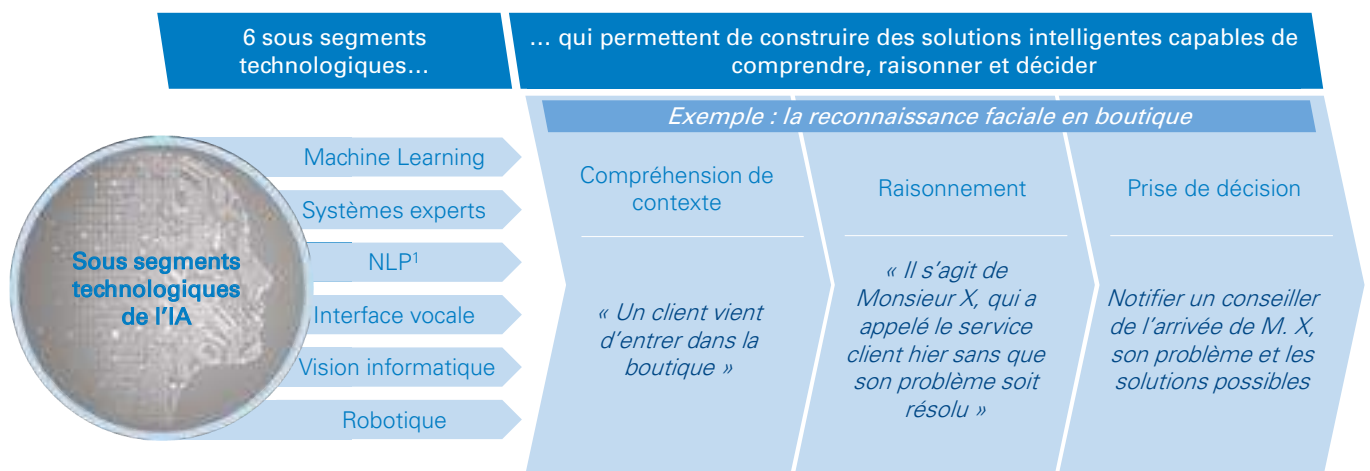 6 sous segments
technologiques…
… qui permettent de construire des solutions intelligentes capables de
comprendre, raisonner et décider
Exemple : la reconnaissance faciale en boutique
Sous segments
technologiques
de l’IA
Machine Learning
Systèmes experts
NLP¹
Interface vocale
Vision informatique
Robotique
Compréhension de
contexte
« Un client vient
d’entrer dans la
boutique »
Raisonnement
« Il s’agit de
Monsieur X, qui a
appelé le service
client hier sans que
son problème soit
résolu »
Prise de décision
Notifier un conseiller
de l’arrivée de M. X,
son problème et les
solutions possibles